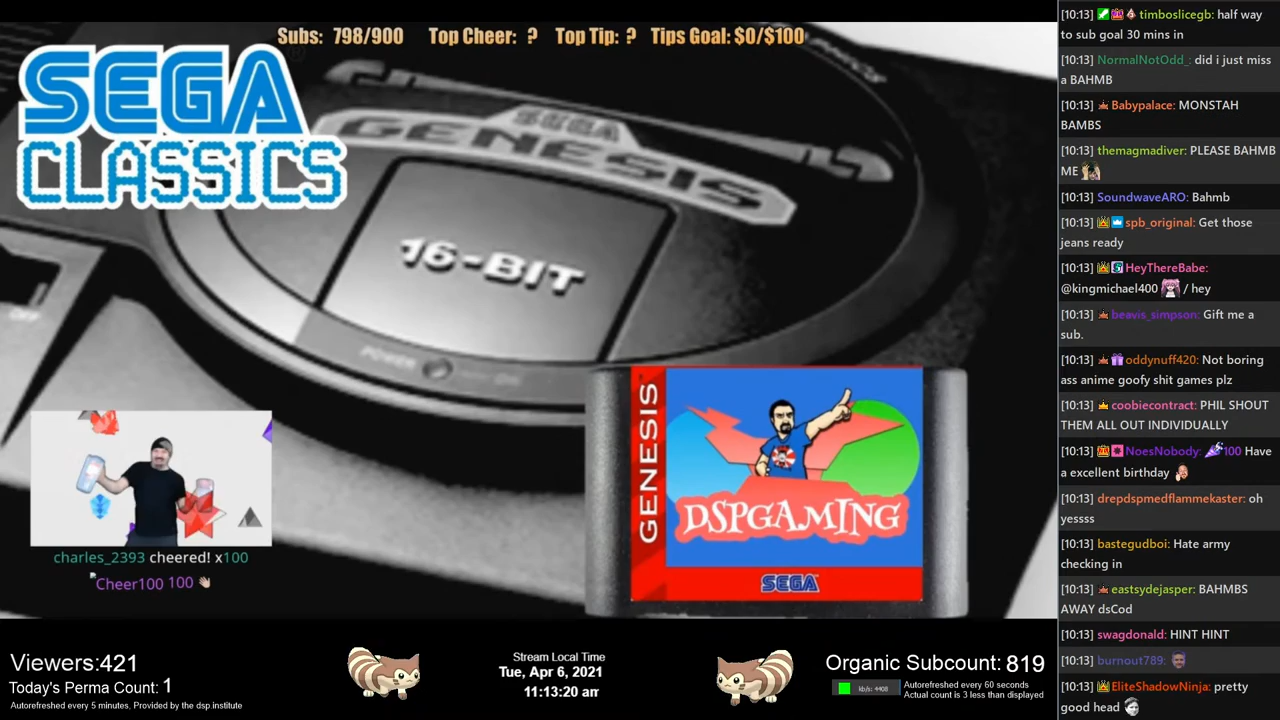 Subs: 798/900 Top Cheer: ? Top Tip: ? Tips Goal: $0/$100
SEGA
CLASSICS
SEGA
GENESIS
16-BIT
OFF
POWER
ON
GENESIS
DSPGAMING
SEGA
charles_2393 cheered! x100
Cheer100 100
Viewers:421
Today's Perma Count: 1
Autorefreshed every 5 minutes, Provided by the dsp institute
Stream Local Time
Tue, Apr 6, 2021
11:13:20 am
Organic Subcount: 819
kb/s: 4408
Autorefreshed every 60 seconds
Actual count is 3 less than displayed
[10:13] timboslicegb: half way
to sub goal 30 mins in
[10:13] NormalNotOdd_: did i just miss
a BAHMB
[10:13] Babypalace: MONSTAH
BAMBS
[10:13] themagmadiver: PLEASE BAHMB
ME
[10:13] SoundwaveARO: Bahmb
[10:13] spb_original: Get those
jeans ready
[10:13] HeyThereBabe:
@kingmichael400 / hey
[10:13] beavis_simpson: Gift me a
sub.
[10:13] oddynuff420: Not boring
ass anime goofy shit games plz
[10:13] coobiecontract: PHIL SHOUT
THEM ALL OUT INDIVIDUALLY
[10:13] NoesNobody: 100 Have
a excellent birthday
[10:13] drepdspmedflammekaster: oh
yessss
[10:13] bastegudboi: Hate army
checking in
[10:13] eastsydejasper: BAHMBS
AWAY dsCod
[10:13] swagdonald: HINT HINT
[10:13] burnout789:
[10:13] EliteShadowNinja: pretty
good head